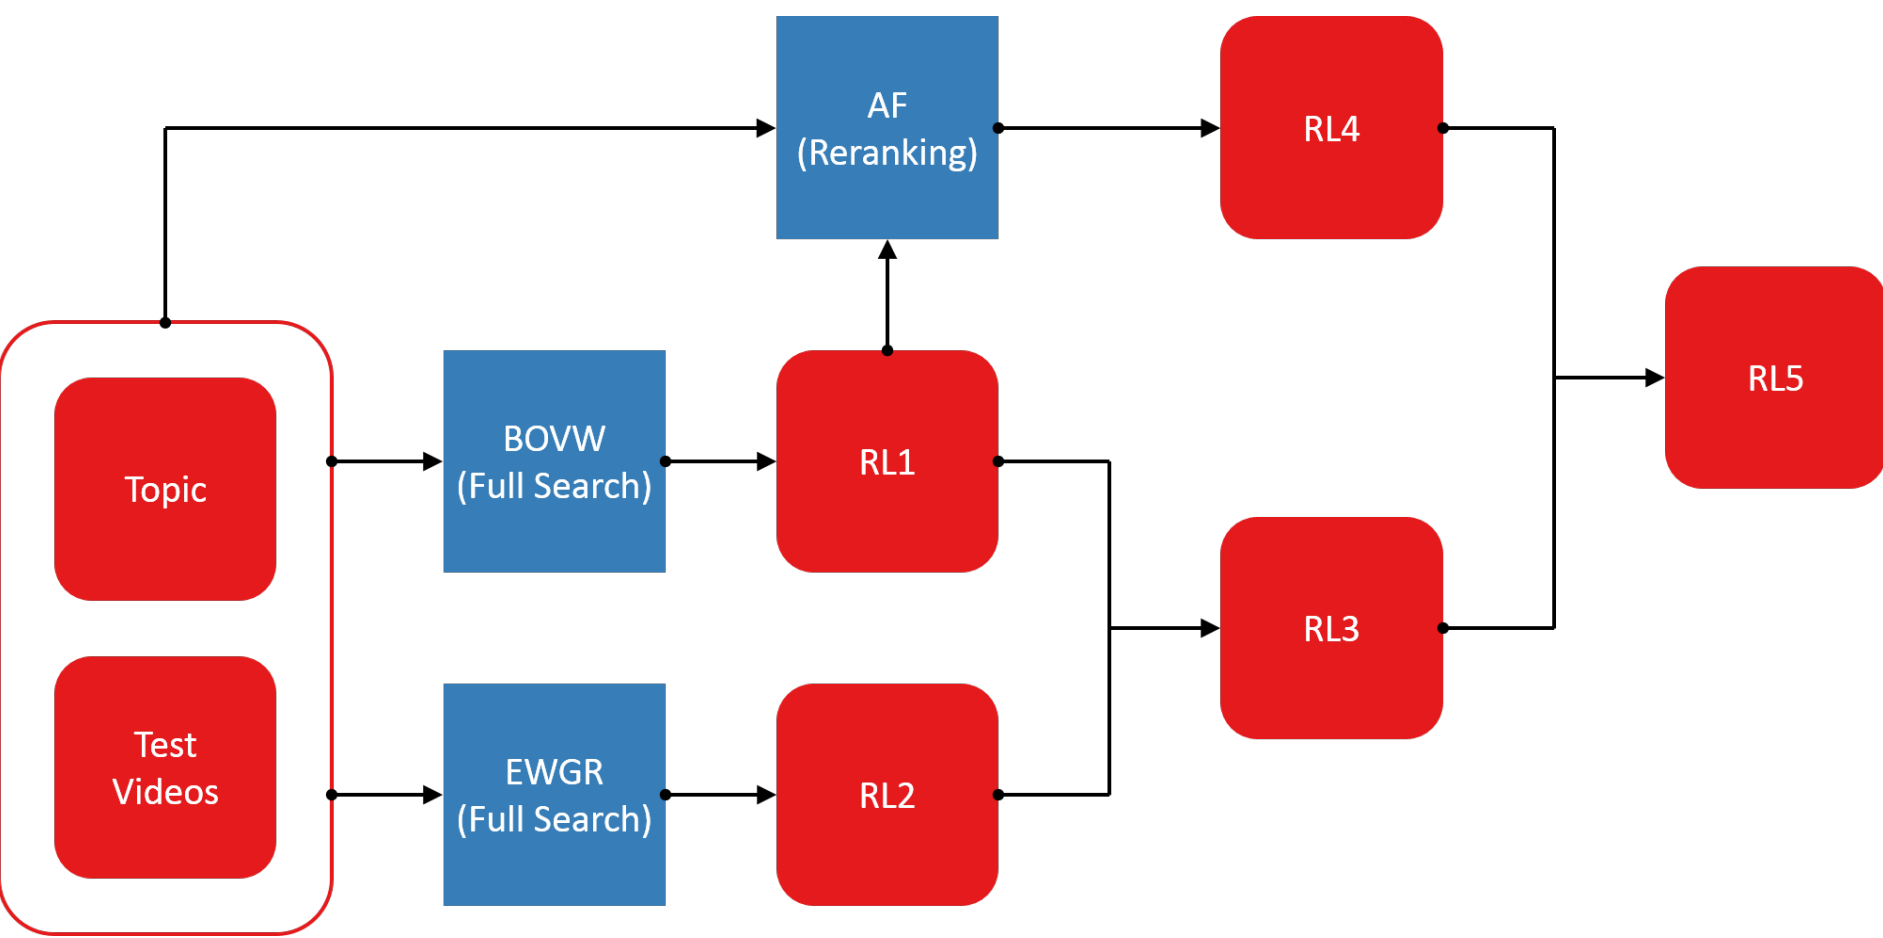 AF
(Reranking)
RL4
RL5
BOVW
(Full Search)
RL1
Topic
RL3
Test
Videos
EWGR
(Full Search)
RL2